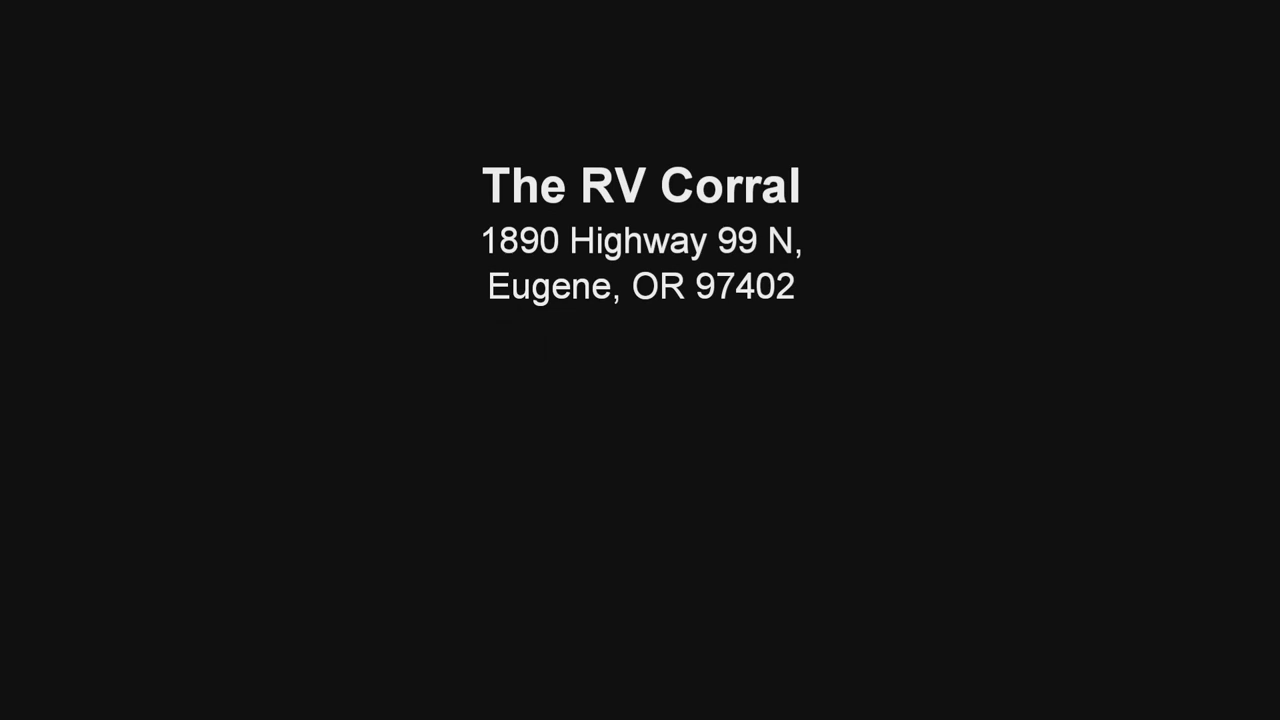 The RV Corral
1890 Highway 99 N,
Eugene, OR 97402